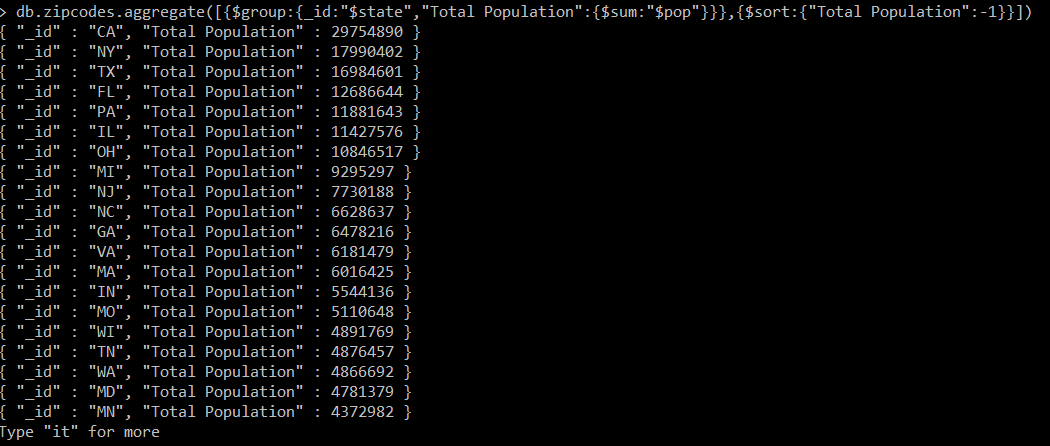 > db.zipcodes.aggregate([{$group:{_id:"$state","Total Population":{$sum:"$pop"}}},{$sort:{"Total Population":-1}}])
{ "_id" : "CA", "Total Population" : 29754890 }
{ "_id" : "NY", "Total Population" : 17990402 }
{ "_id" : "TX", "Total Population" : 16984601 }
{ "_id" : "FL", "Total Population" : 12686644 }
{ "_id" : "PA", "Total Population" : 11881643 }
{ "_id" : "IL", "Total Population" : 11427576 }
{ "_id" : "OH", "Total Population" : 10846517 }
{ "_id" : "MI", "Total Population" : 9295297 }
{ "_id" : "NJ", "Total Population" : 7730188 }
{ "_id" : "NC", "Total Population" : 6628637 }
{ "_id" : "GA", "Total Population" : 6478216 }
{ "_id" : "VA", "Total Population" : 6181479 }
{ "_id" : "MA", "Total Population" : 6016425 }
{ "_id" : "IN", "Total Population" : 5544136 }
{ "_id" : "MO", "Total Population" : 5110648 }
{ "_id" : "WI", "Total Population" : 4891769 }
{ "_id" : "TN", "Total Population" : 4876457 }
{ "_id" : "WA", "Total Population" : 4866692 }
{ "_id" : "MD", "Total Population" : 4781379 }
{ "_id" : "MN", "Total Population" : 4372982 }
Type "it" for more